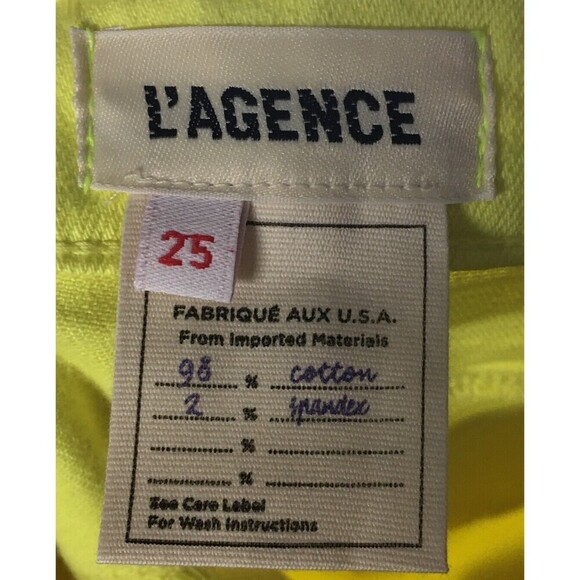 L'AGENCE
25
FABRIQUÉ AUX U.S.A.
From Imported Materials
98 % cotton
2 % spandex
%
%
See Care Label
For Wash Instructions